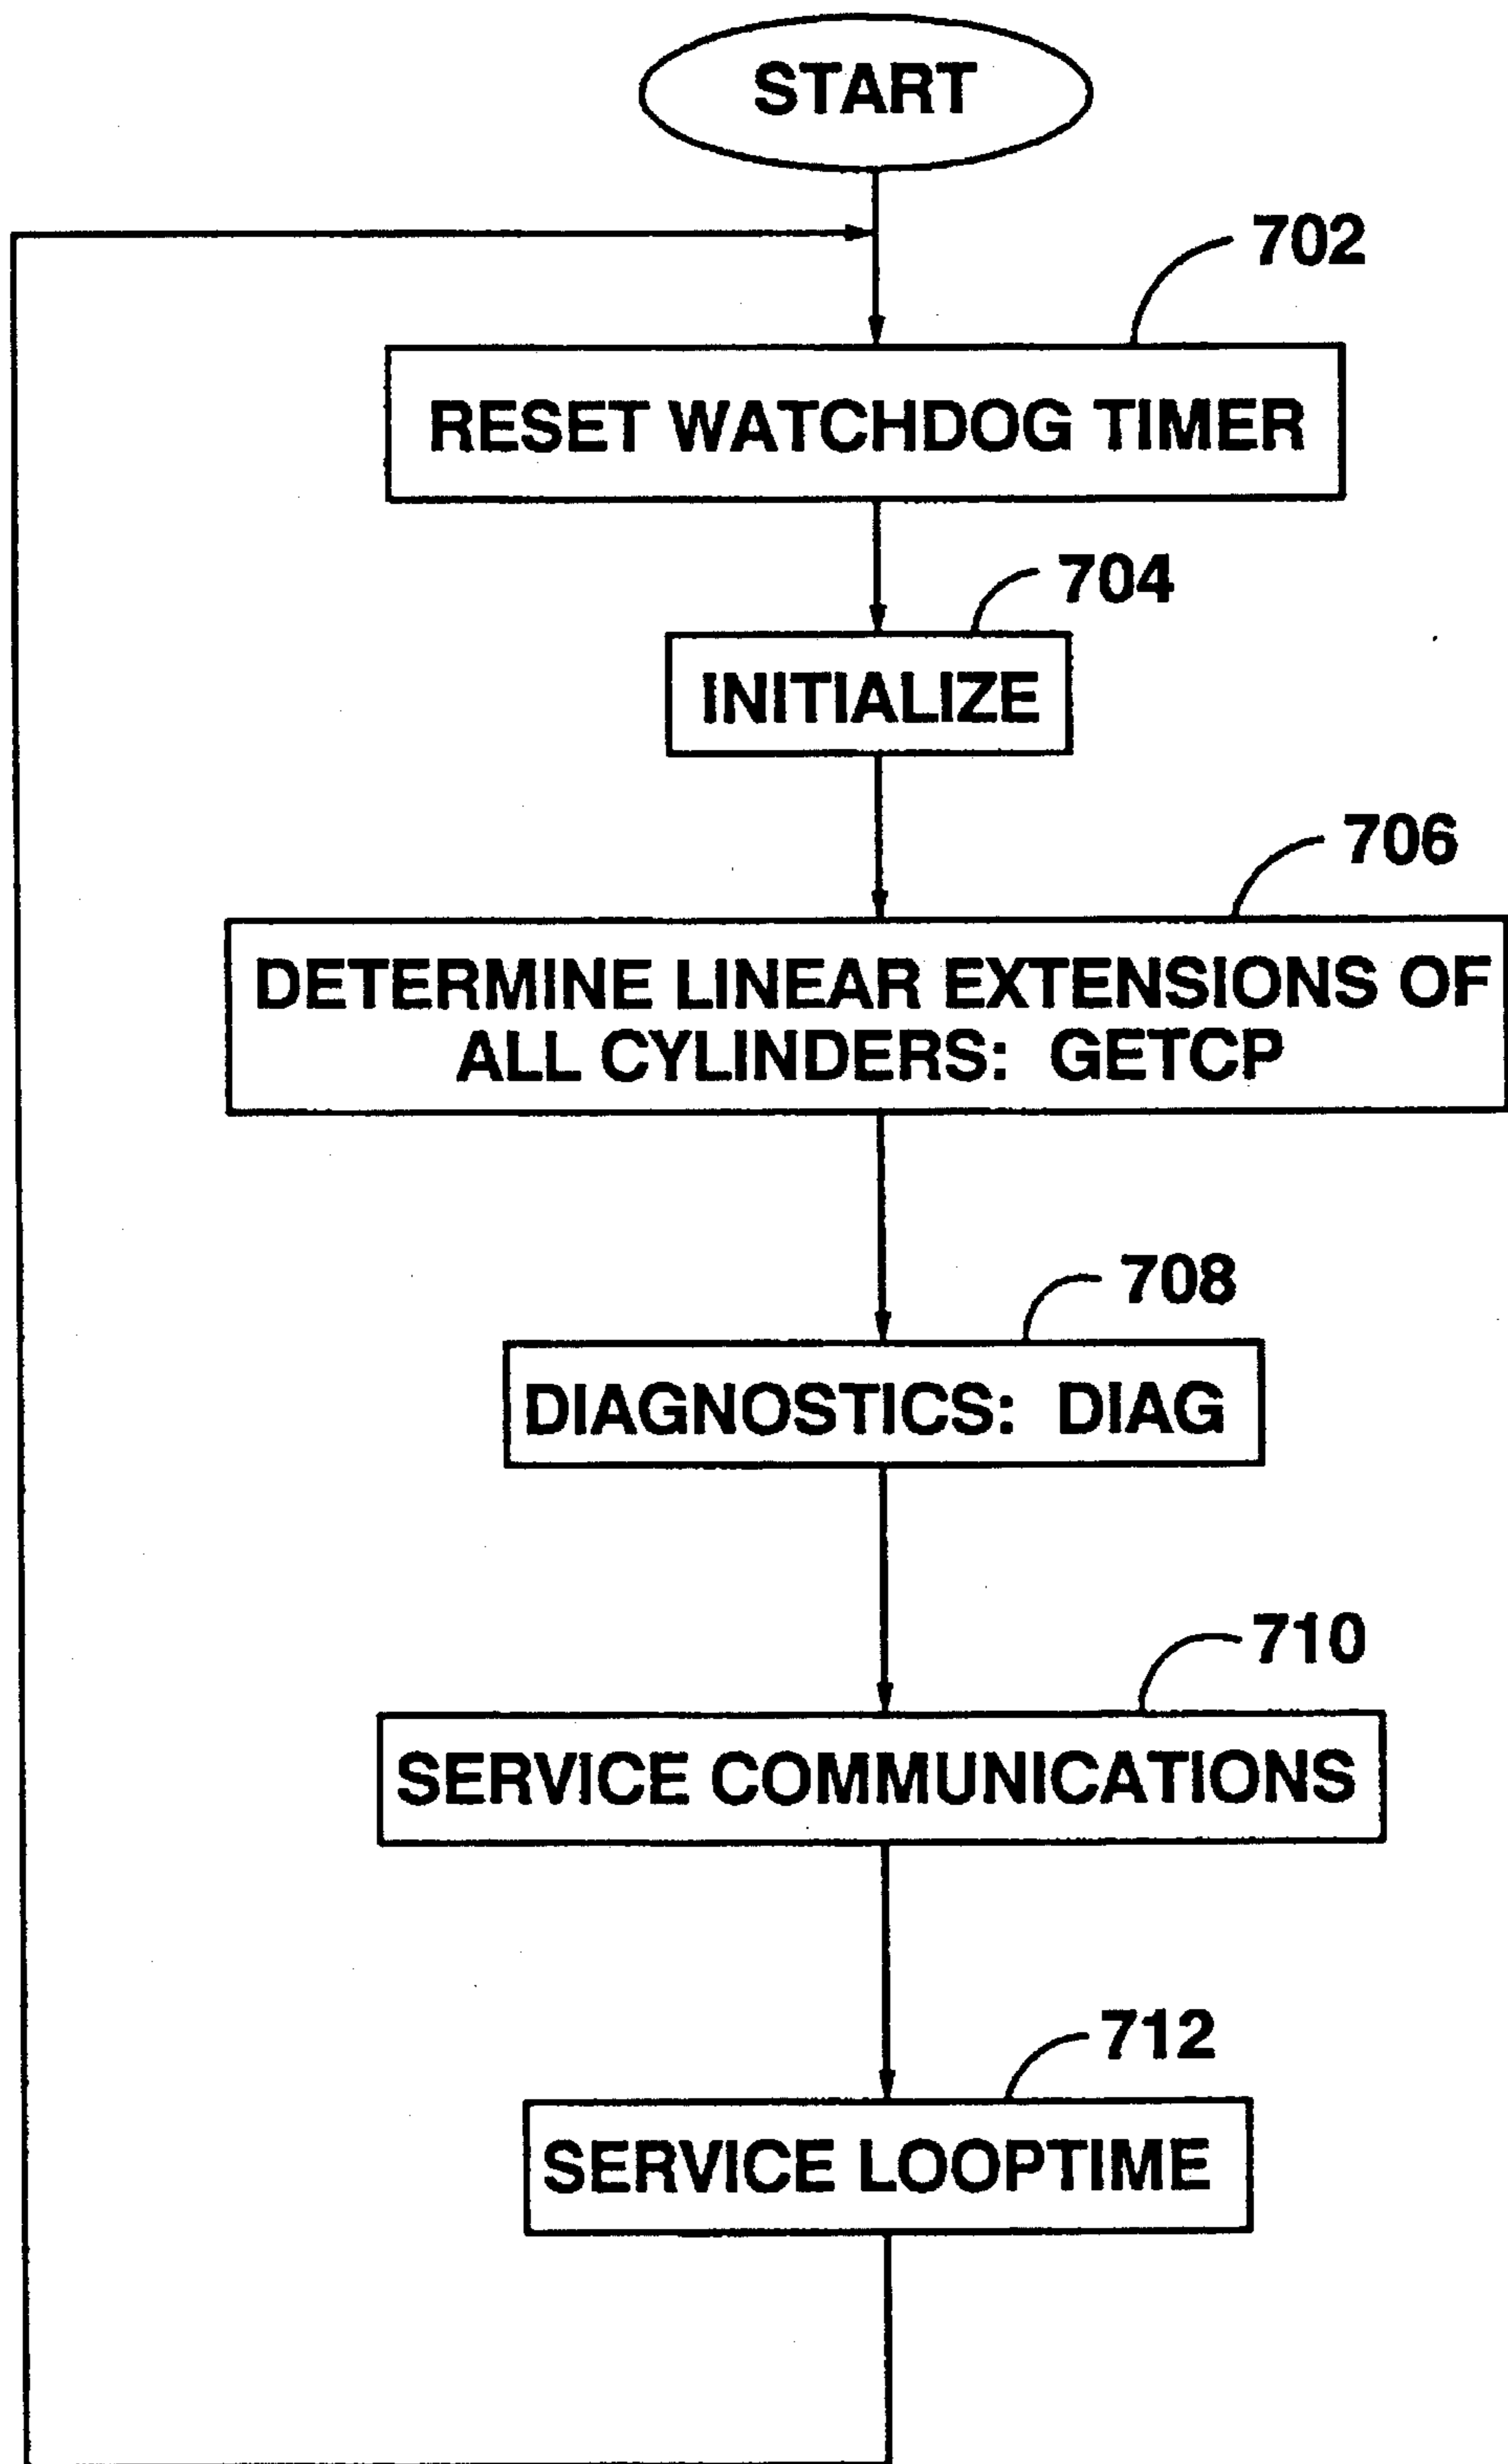 START
702
RESET WATCHDOG TIMER
704
INITIALIZE
706
DETERMINE LINEAR EXTENSIONS OF
ALL CYLINDERS: GETCP
708
DIAGNOSTICS: DIAG
710
SERVICE COMMUNICATIONS
712
SERVICE LOOPTIME